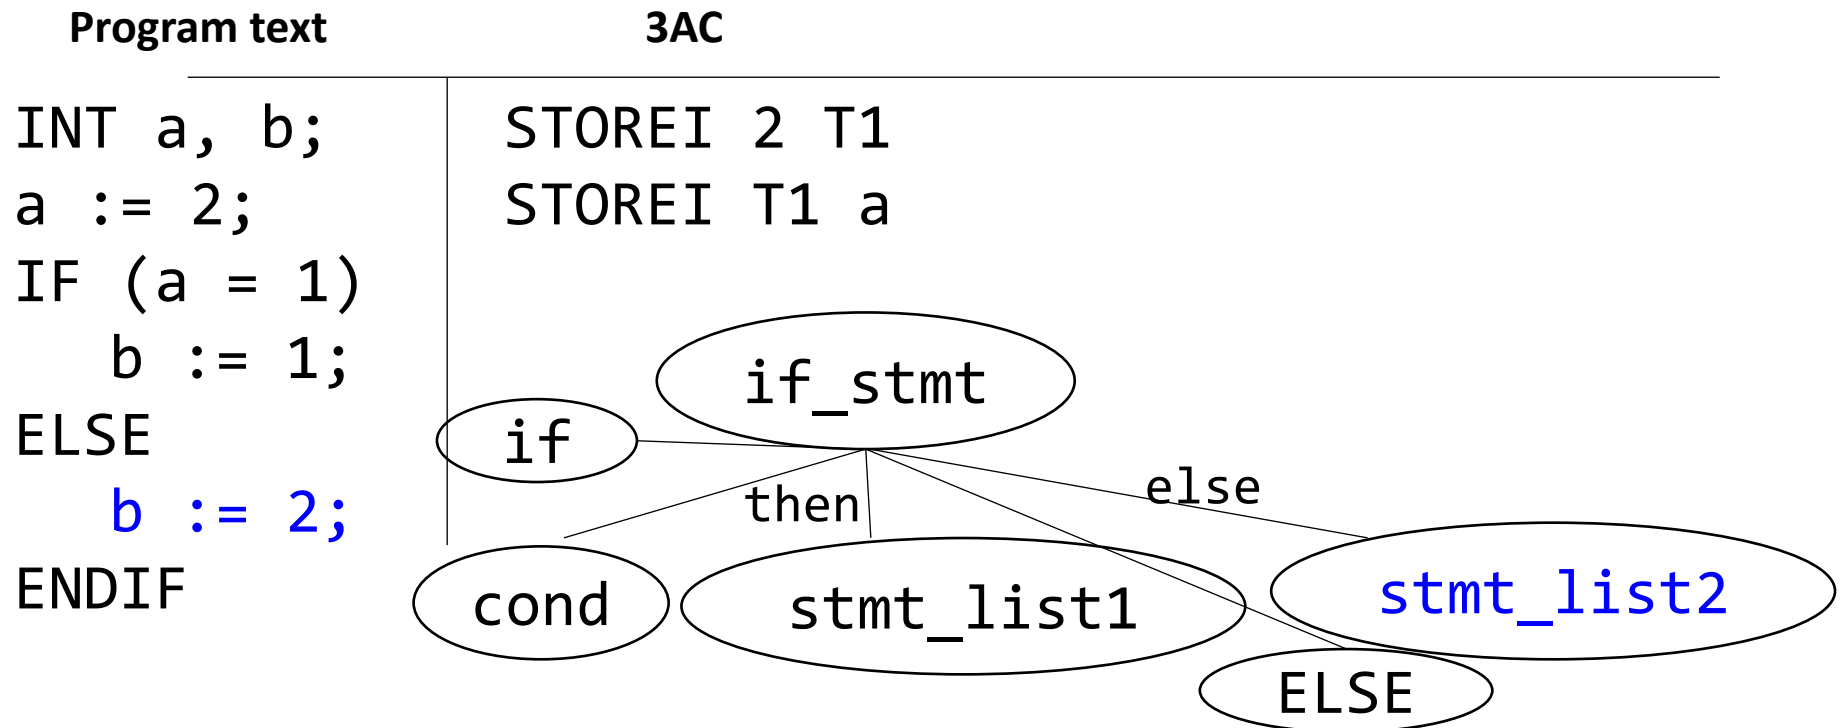 Program text
3AC
INT a, b;
a := 2;
IF (a = 1)
   b := 1;
ELSE
   b := 2;
ENDIF
STOREI 2 T1
STOREI T1 a
if_stmt
if
then
else
cond
stmt_list1
stmt_list2
ELSE